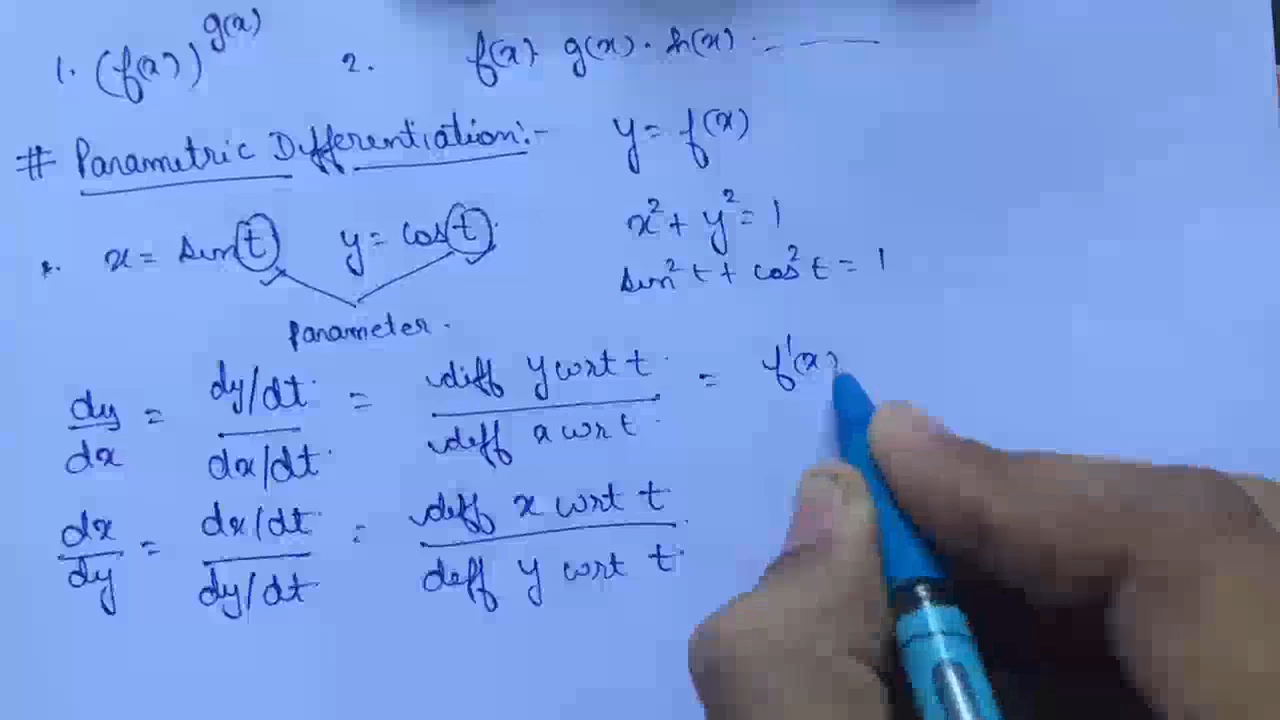 1. (f(x))^g(x) 2. f(x) g(x) · h(x) · - ——
# Parametric Differentiation:- y = f(x)
x = sin t y = cos t x² + y² = 1
sin² t + cos² t = 1
Parameter.
dy/dx = (dy/dt)/(dx/dt) = (diff y wrt t)/(diff x wrt t) = f'(x)
dx/dy = (dx/dt)/(dy/dt) = (diff x wrt t)/(deff y wrt t)